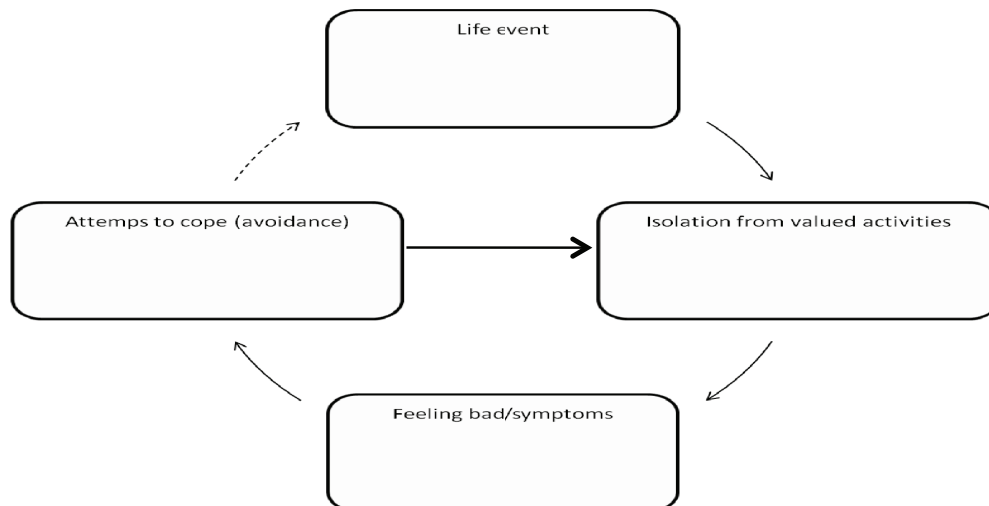 Life event
Attemps to cope (avoidance)
Isolation from valued activities
Feeling bad/symptoms